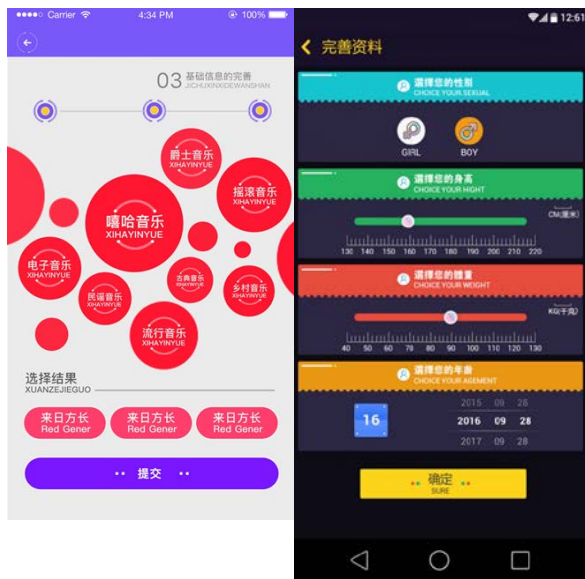 Carrier
4:34 PM
100%
03 基础信息的完善
JICHUXINXIDEWANSHAN
爵士音乐
XIHAYINYUE
摇滚音乐
XIHAYINYUE
嘻哈音乐
XIHAYINYUE
电子音乐
XIHAYINYUE
古典音乐
XIHAYINYUE
乡村音乐
XIHAYINYUE
民谣音乐
XIHAYINYUE
流行音乐
XIHAYINYUE
选择结果
XUANZEJIEGUO
来日方长
Red Gener
来日方长
Red Gener
来日方长
Red Gener
提交
12:61
完善资料
選擇您的性别
CHOICE YOUR SEXUAL
GIRL
BOY
選擇您的身高
CHOICE YOUR HIGHT
CM(厘米)
130 140 150 160 170 180 190 200 210 220
選擇您的體重
CHOICE YOUR WEIGHT
KG(千克)
40 50 60 70 80 90 100 110 120 130
選擇您的年齡
CHOICE YOUR AGEMENT
2015 09 28
16
2016 09 28
2017 09 28
确定
SURE